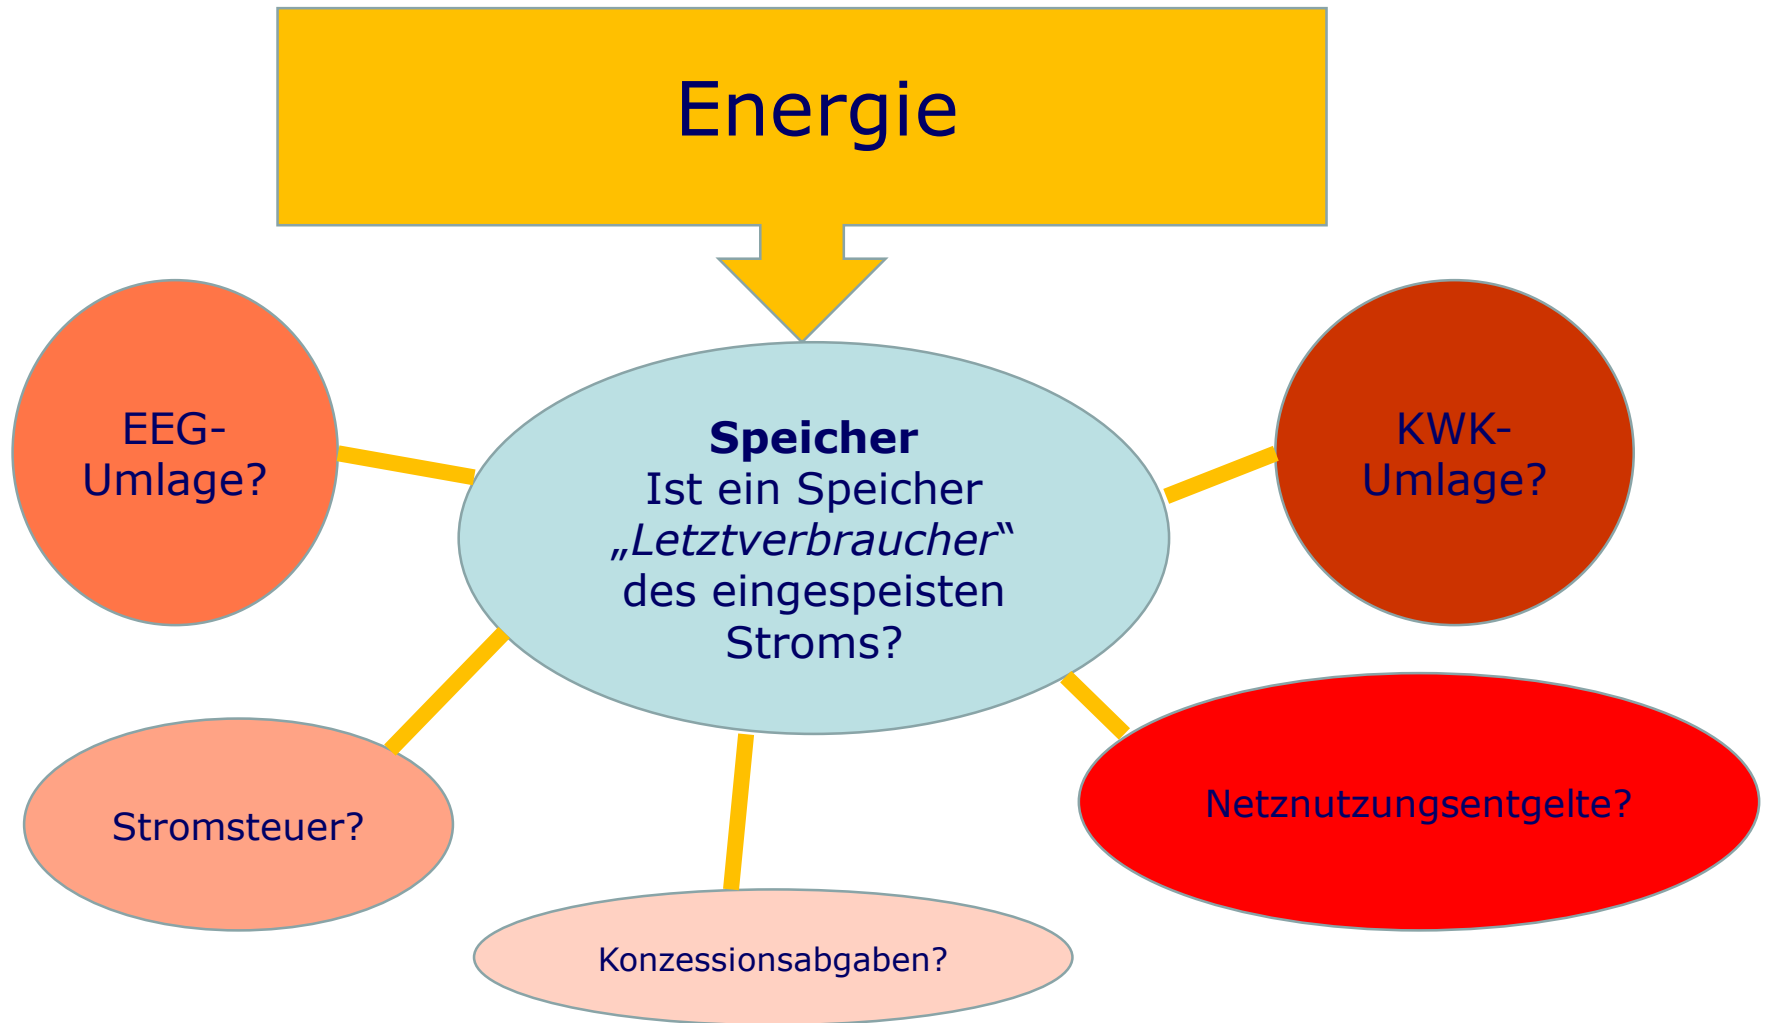 Energie
EEG-
Umlage?
Speicher
Ist ein Speicher
„Letztverbraucher“
des eingespeisten
Stroms?
KWK-
Umlage?
Stromsteuer?
Konzessionsabgaben?
Netznutzungsentgelte?